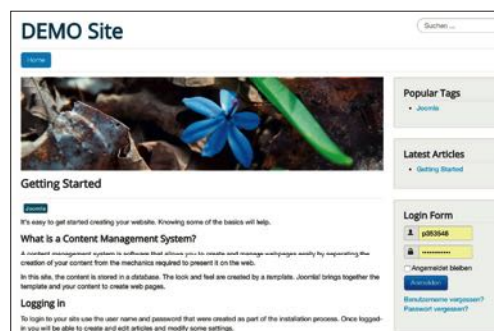 DEMO Site
Suchen ...
Home
Getting Started
Joomla
It's easy to get started creating your website. Knowing some of the basics will help.
What is a Content Management System?
A content management system is software that allows you to create and manage webpages easily by separating the
creation of your content from the mechanics required to present it on the web.
In this site, the content is stored in a database. The look and feel are created by a template. Joomla! brings together the
template and your content to create web pages.
Logging in
To login to your site use the user name and password that were created as part of the installation process. Once logged-
in you will be able to create and edit articles and modify some settings.
Popular Tags
Joomla
Latest Articles
Getting Started
Login Form
p353548
Angemeldet bleiben
Anmelden
Benutzername vergessen?
Passwort vergessen?